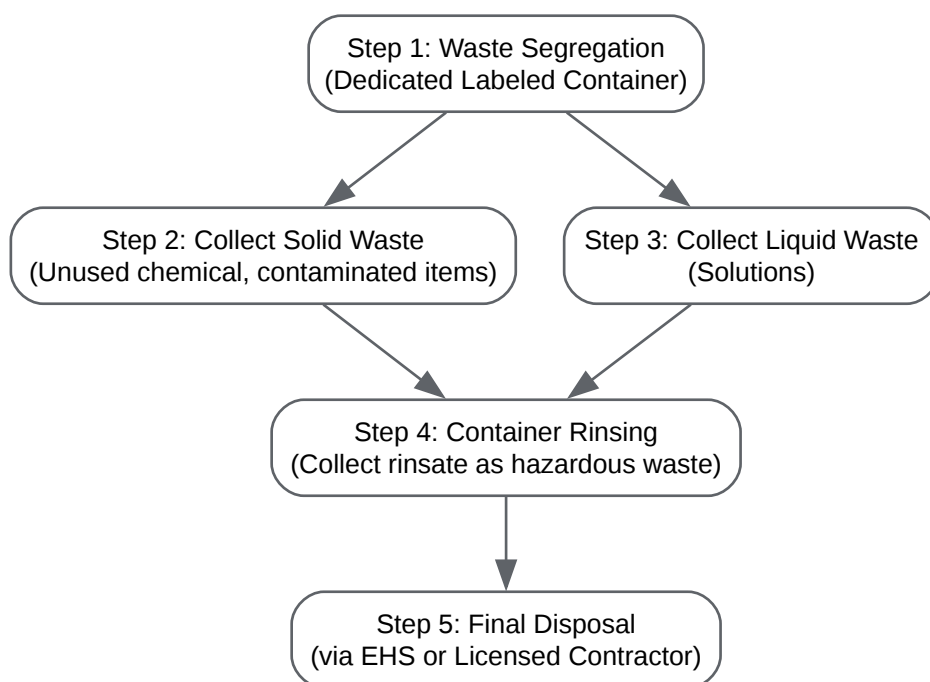 Step 1: Waste Segregation
(Dedicated Labeled Container)
Step 2: Collect Solid Waste
(Unused chemical, contaminated items)
Step 3: Collect Liquid Waste
(Solutions)
Step 4: Container Rinsing
(Collect rinsate as hazardous waste)
Step 5: Final Disposal
(via EHS or Licensed Contractor)